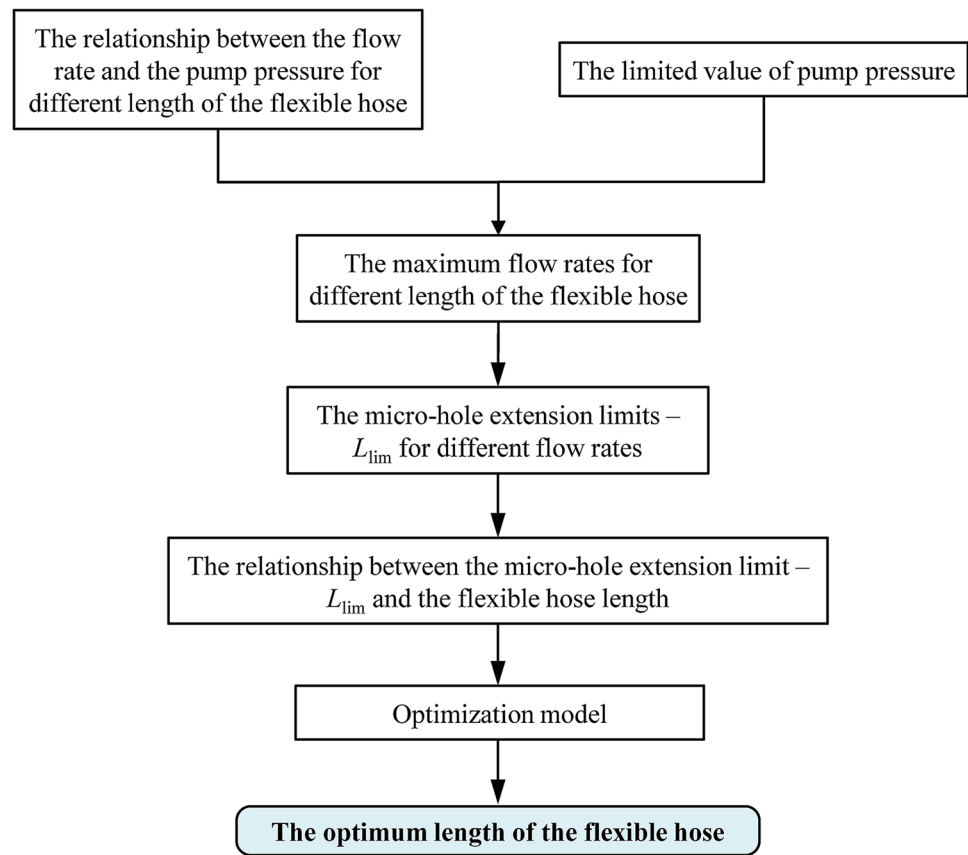 The relationship between the flow
rate and the pump pressure for
different length of the flexible hose
The limited value of pump pressure
The maximum flow rates for
different length of the flexible hose
The micro-hole extension limits –
Llim for different flow rates
The relationship between the micro-hole extension limit –
Llim and the flexible hose length
Optimization model
The optimum length of the flexible hose